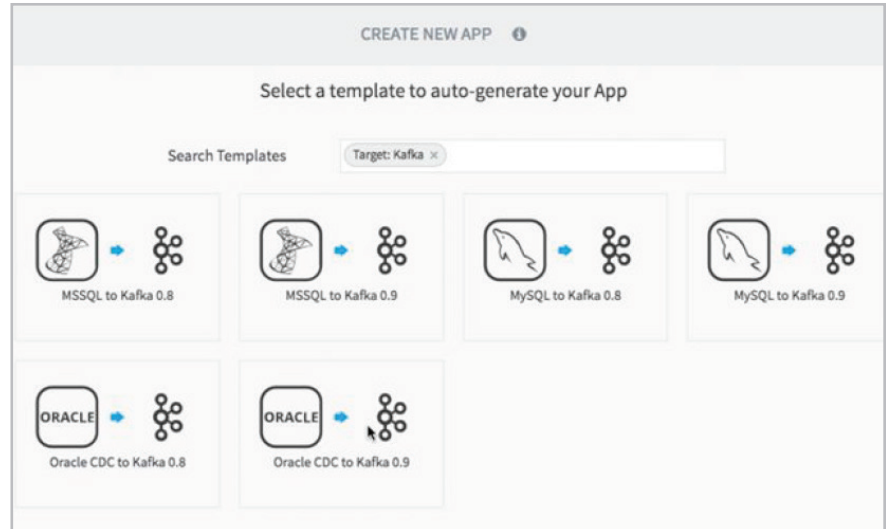 CREATE NEW APP
Select a template to auto-generate your App
Search Templates
Target: Kafka ×
MSSQL to Kafka 0.8
MSSQL to Kafka 0.9
MySQL to Kafka 0.8
MySQL to Kafka 0.9
ORACLE
Oracle CDC to Kafka 0.8
ORACLE
Oracle CDC to Kafka 0.9